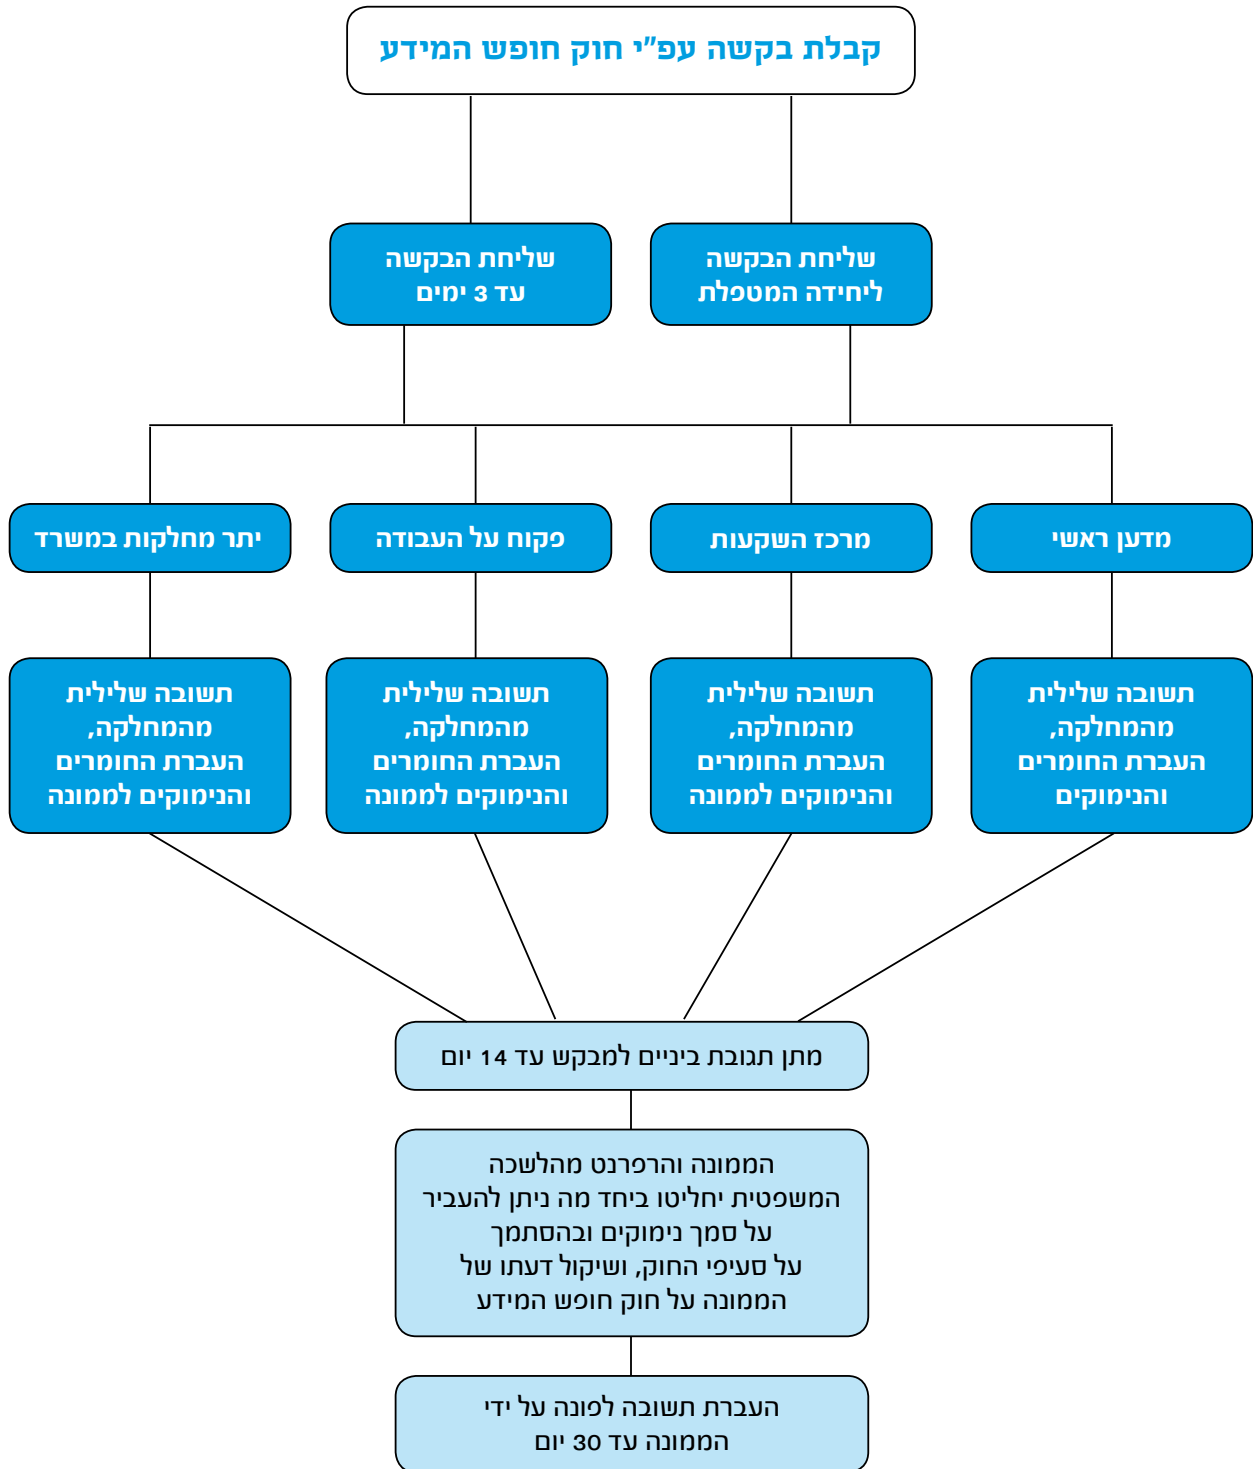 קבלת בקשה עפ"י חוק חופש המידע
שליחת הבקשה
ליחידה המטפלת
שליחת הבקשה
עד 3 ימים
מדען ראשי
מרכז השקעות
פקוח על העבודה
יתר מחלקות במשרד
תשובה שלילית
מהמחלקה,
העברת החומרים
והנימוקים
תשובה שלילית
מהמחלקה,
העברת החומרים
והנימוקים לממונה
תשובה שלילית
מהמחלקה,
העברת החומרים
והנימוקים לממונה
תשובה שלילית
מהמחלקה,
העברת החומרים
והנימוקים לממונה
מתן תגובת ביניים למבקש עד 14 יום
הממונה והרפרנט מהלשכה
המשפטית יחליטו ביחד מה ניתן להעביר
על סמך נימוקים ובהסתמך
על סעיפי החוק, ושיקול דעתו של
הממונה על חוק חופש המידע
העברת תשובה לפונה על ידי
הממונה עד 30 יום